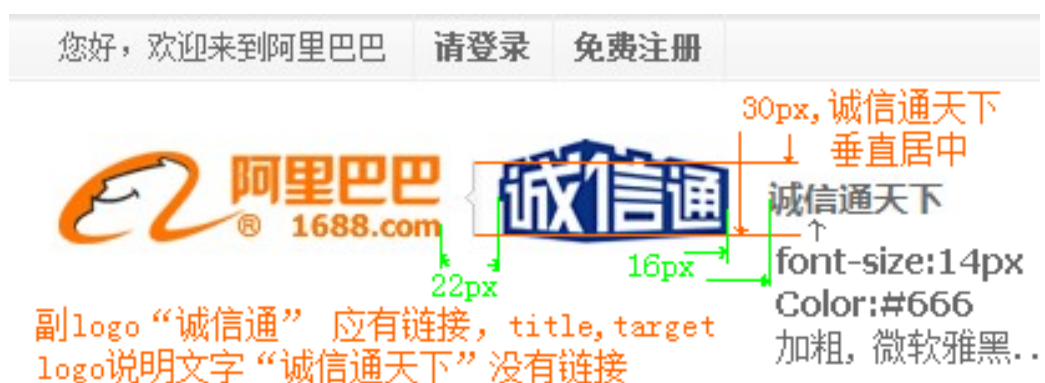 您好，欢迎来到阿里巴巴 请登录 免费注册
30px,诚信通天下
垂直居中
阿里巴巴
® 1688.com
诚信通
诚信通天下
22px
16px
font-size:14px
Color:#666
加粗, 微软雅黑..
副logo“诚信通” 应有链接, title,target
logo说明文字“诚信通天下”没有链接